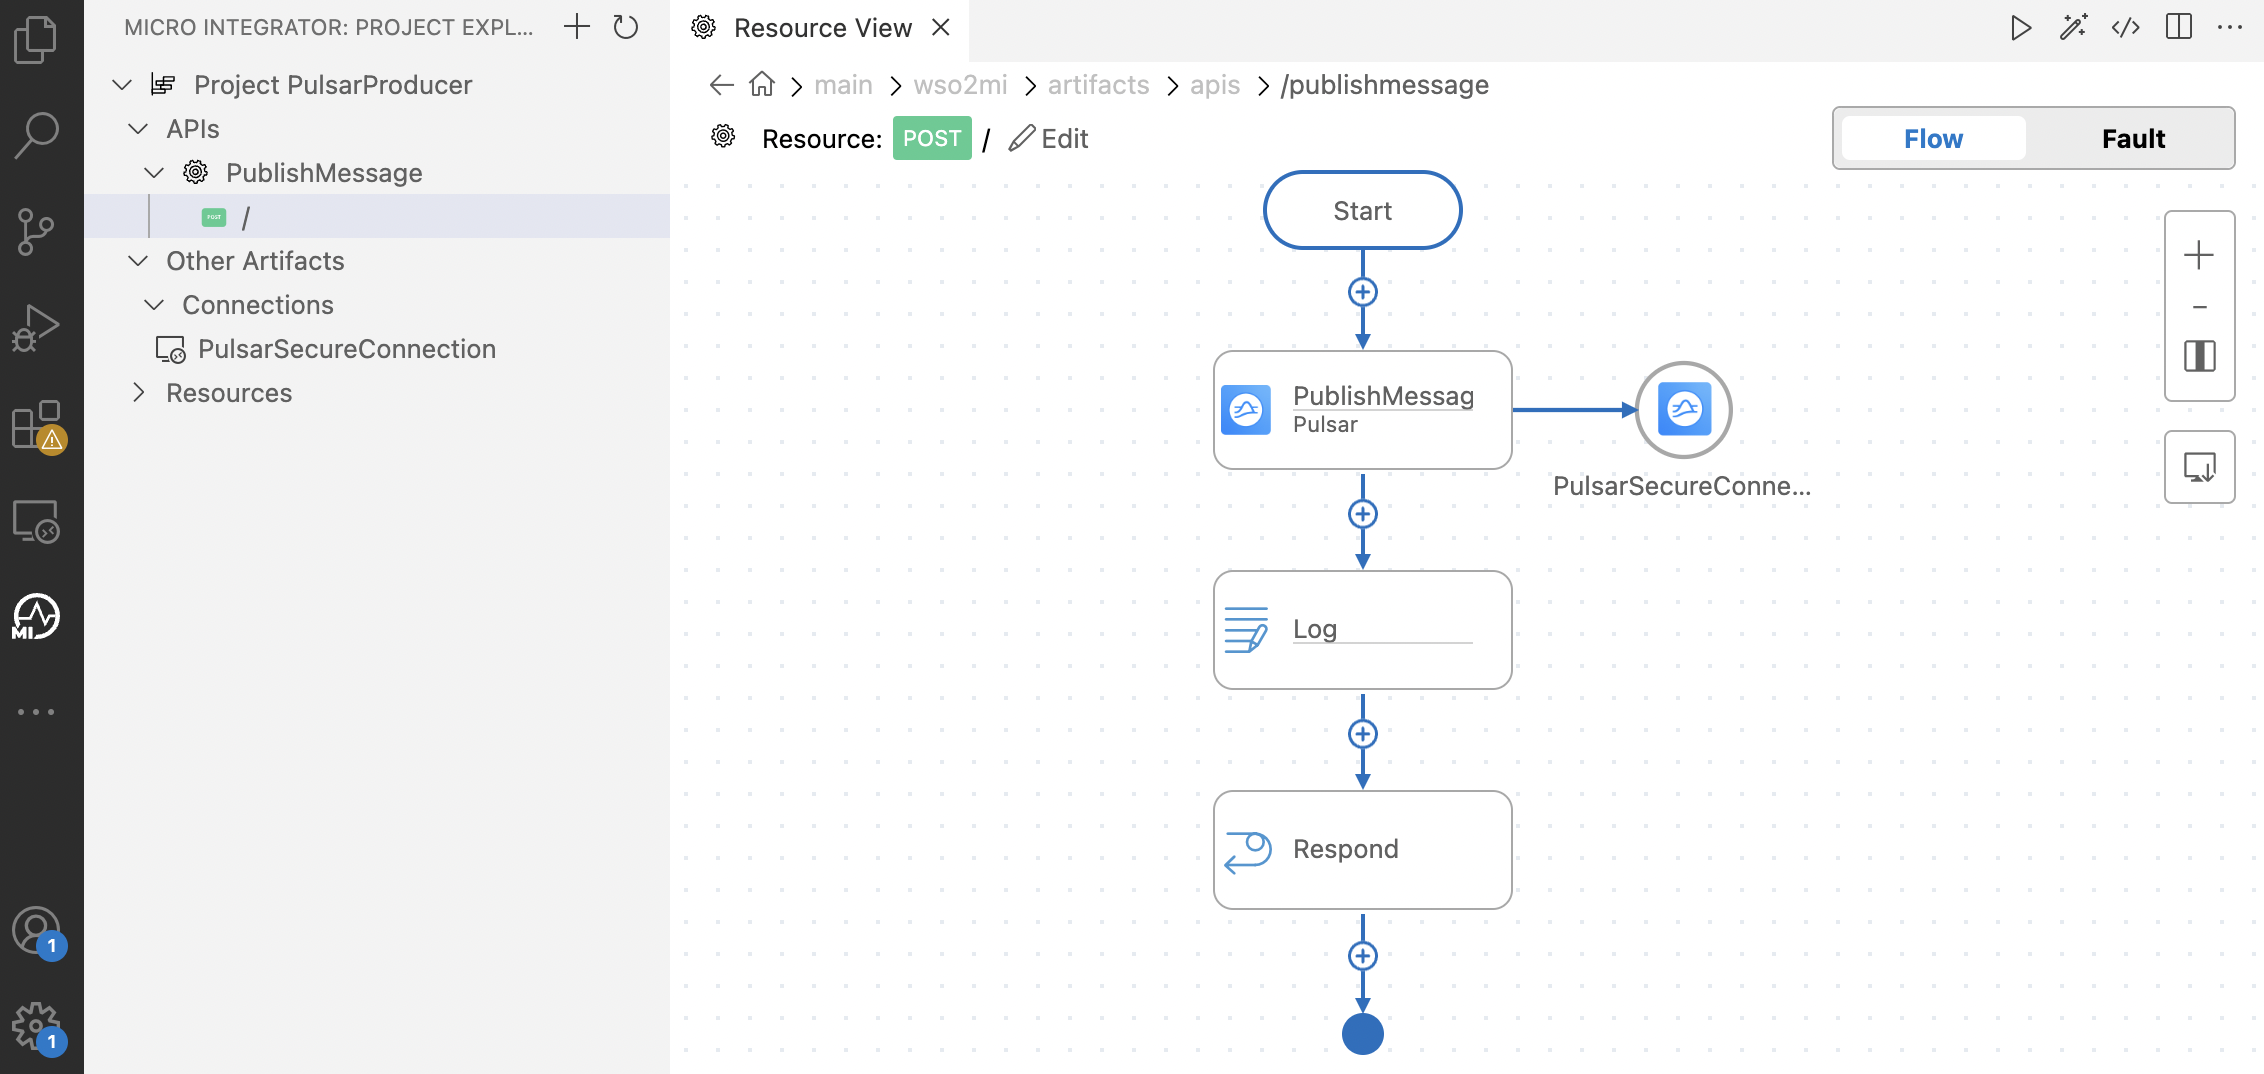 MICRO INTEGRATOR: PROJECT EXPL...
Project PulsarProducer
APIs
PublishMessage
POST /
Other Artifacts
Connections
PulsarSecureConnection
Resources
MI
1
1
Resource View
main > wso2mi > artifacts > apis > /publishmessage
Resource: POST / Edit
Flow Fault
Start
PublishMessag
Pulsar
PulsarSecureConne...
Log
Respond